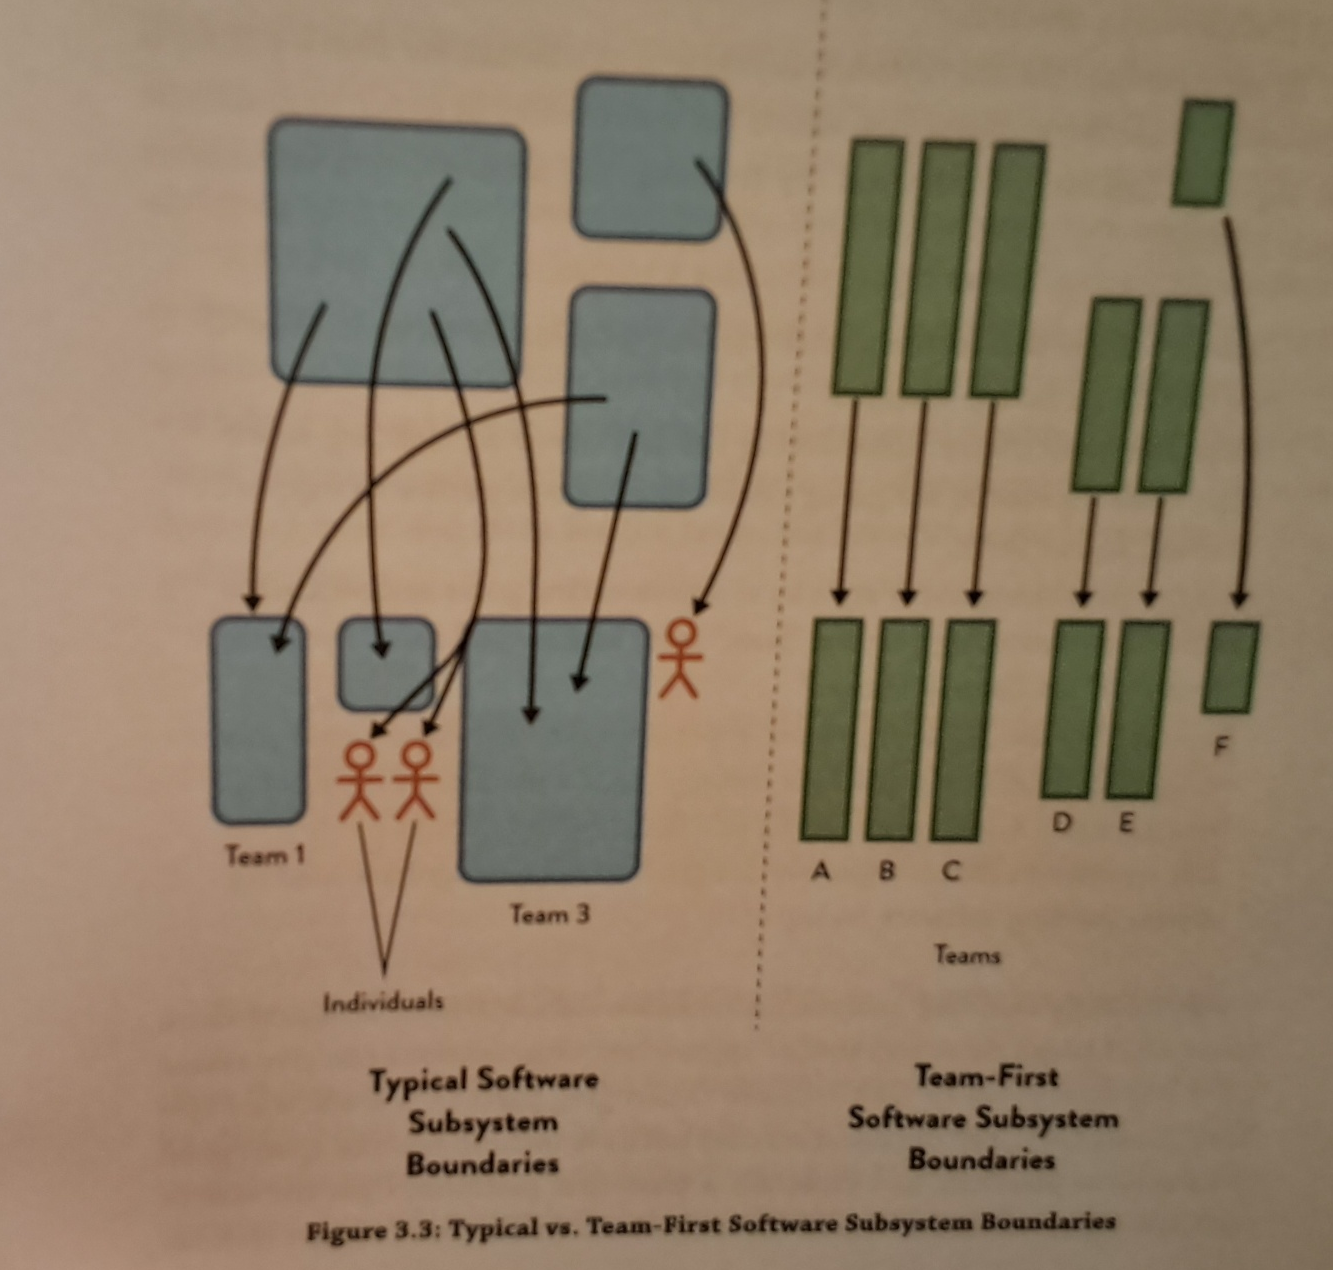 Team 1
Team 3
Individuals
Typical Software
Subsystem
Boundaries
A
B
C
D
E
F
Teams
Team-First
Software Subsystem
Boundaries
Figure 3.3: Typical vs. Team-First Software Subsystem Boundaries